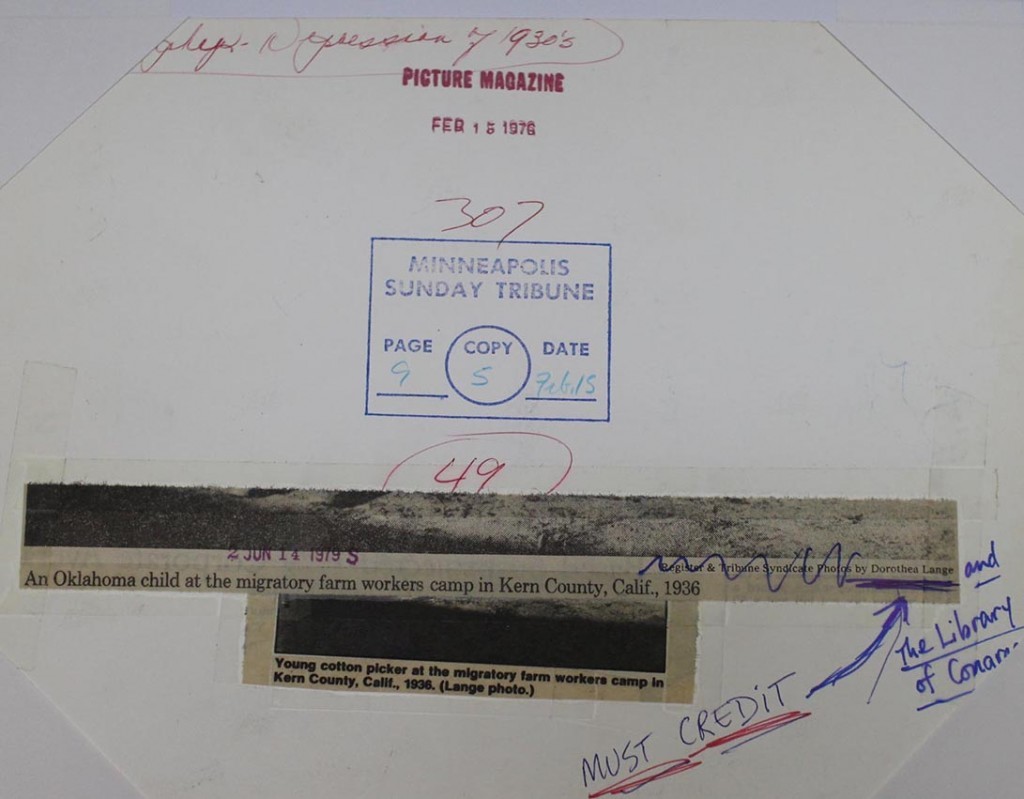 Depression of 1930's
PICTURE MAGAZINE
FEB 15 1976
307
MINNEAPOLIS
SUNDAY TRIBUNE
PAGE COPY DATE
9 5 Feb.15
49
2 JUN 14 1979 S
Register & Tribune Syndicate Photos by Dorothea Lange
An Oklahoma child at the migratory farm workers camp in Kern County, Calif., 1936
and
The Library
of
Young cotton picker at the migratory farm workers camp in
Kern County, Calif., 1936. (Lange photo.)
MUST CREDIT